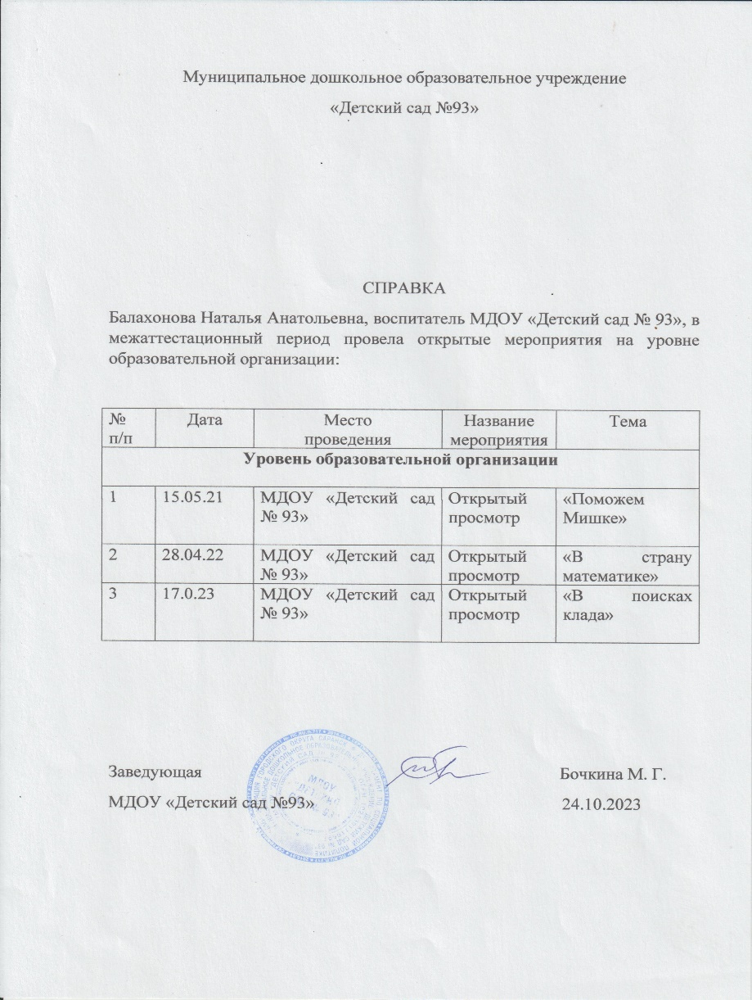 Муниципальное дошкольное образовательное учреждение
«Детский сад №93»
СПРАВКА
Балахонова Наталья Анатольевна, воспитатель МДОУ «Детский сад № 93», в
межаттестационный период провела открытые мероприятия на уровне
образовательной организации:
№ Дата Место Название Тема
п/п проведения мероприятия
Уровень образовательной организации
1 15.05.21 МДОУ «Детский сад Открытый «Поможем
№ 93» просмотр Мишке»
2 28.04.22 МДОУ «Детский сад Открытый «В страну
№ 93» просмотр математике»
3 17.0.23 МДОУ «Детский сад Открытый «В поисках
№ 93» просмотр клада»
Заведующая Бочкина М. Г.
МДОУ «Детский сад №93» 24.10.2023
МДОУ